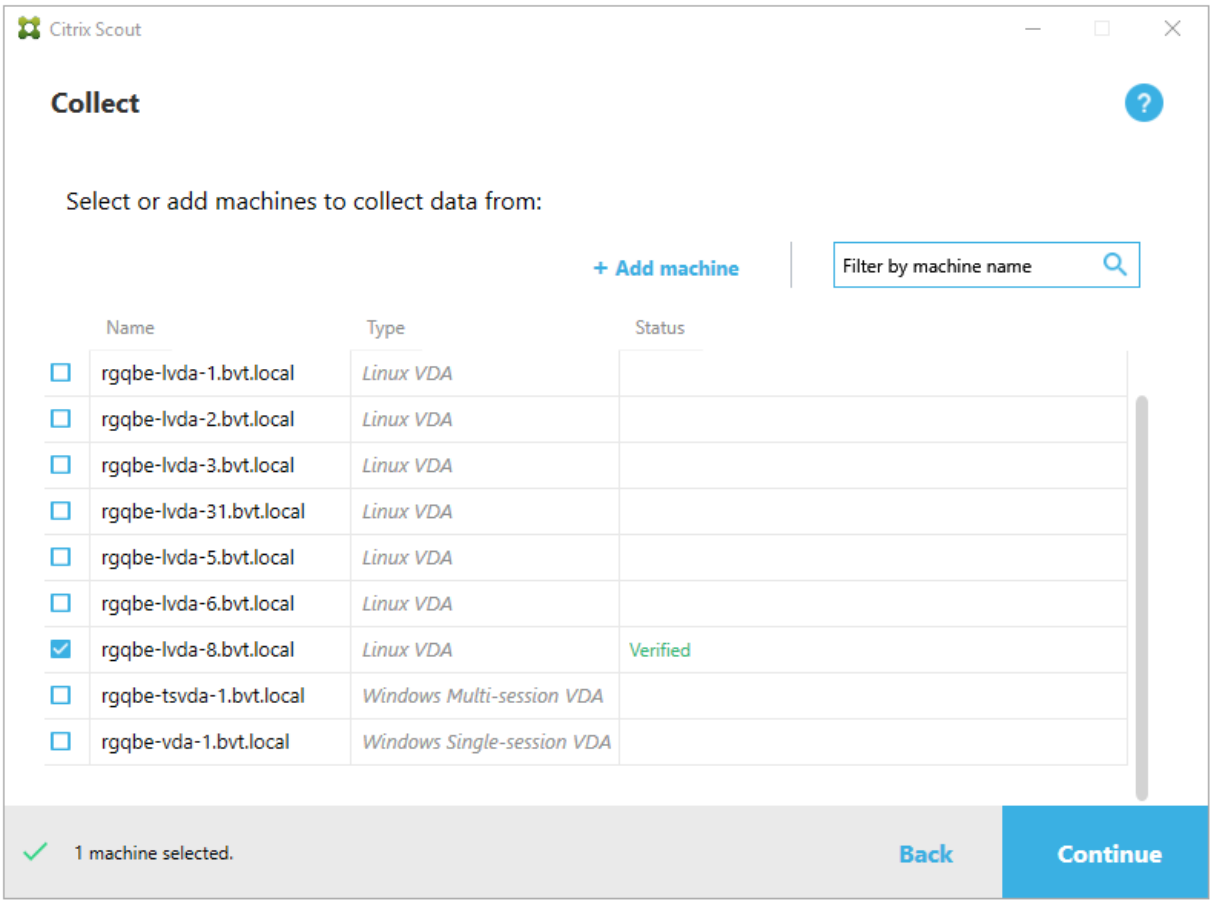 Citrix Scout
Collect
?
Select or add machines to collect data from:
+ Add machine
Filter by machine name
Name Type Status
rgqbe-lvda-1.bvt.local Linux VDA
rgqbe-lvda-2.bvt.local Linux VDA
rgqbe-lvda-3.bvt.local Linux VDA
rgqbe-lvda-31.bvt.local Linux VDA
rgqbe-lvda-5.bvt.local Linux VDA
rgqbe-lvda-6.bvt.local Linux VDA
rgqbe-lvda-8.bvt.local Linux VDA Verified
rgqbe-tsvda-1.bvt.local Windows Multi-session VDA
rgqbe-vda-1.bvt.local Windows Single-session VDA
1 machine selected.
Back
Continue